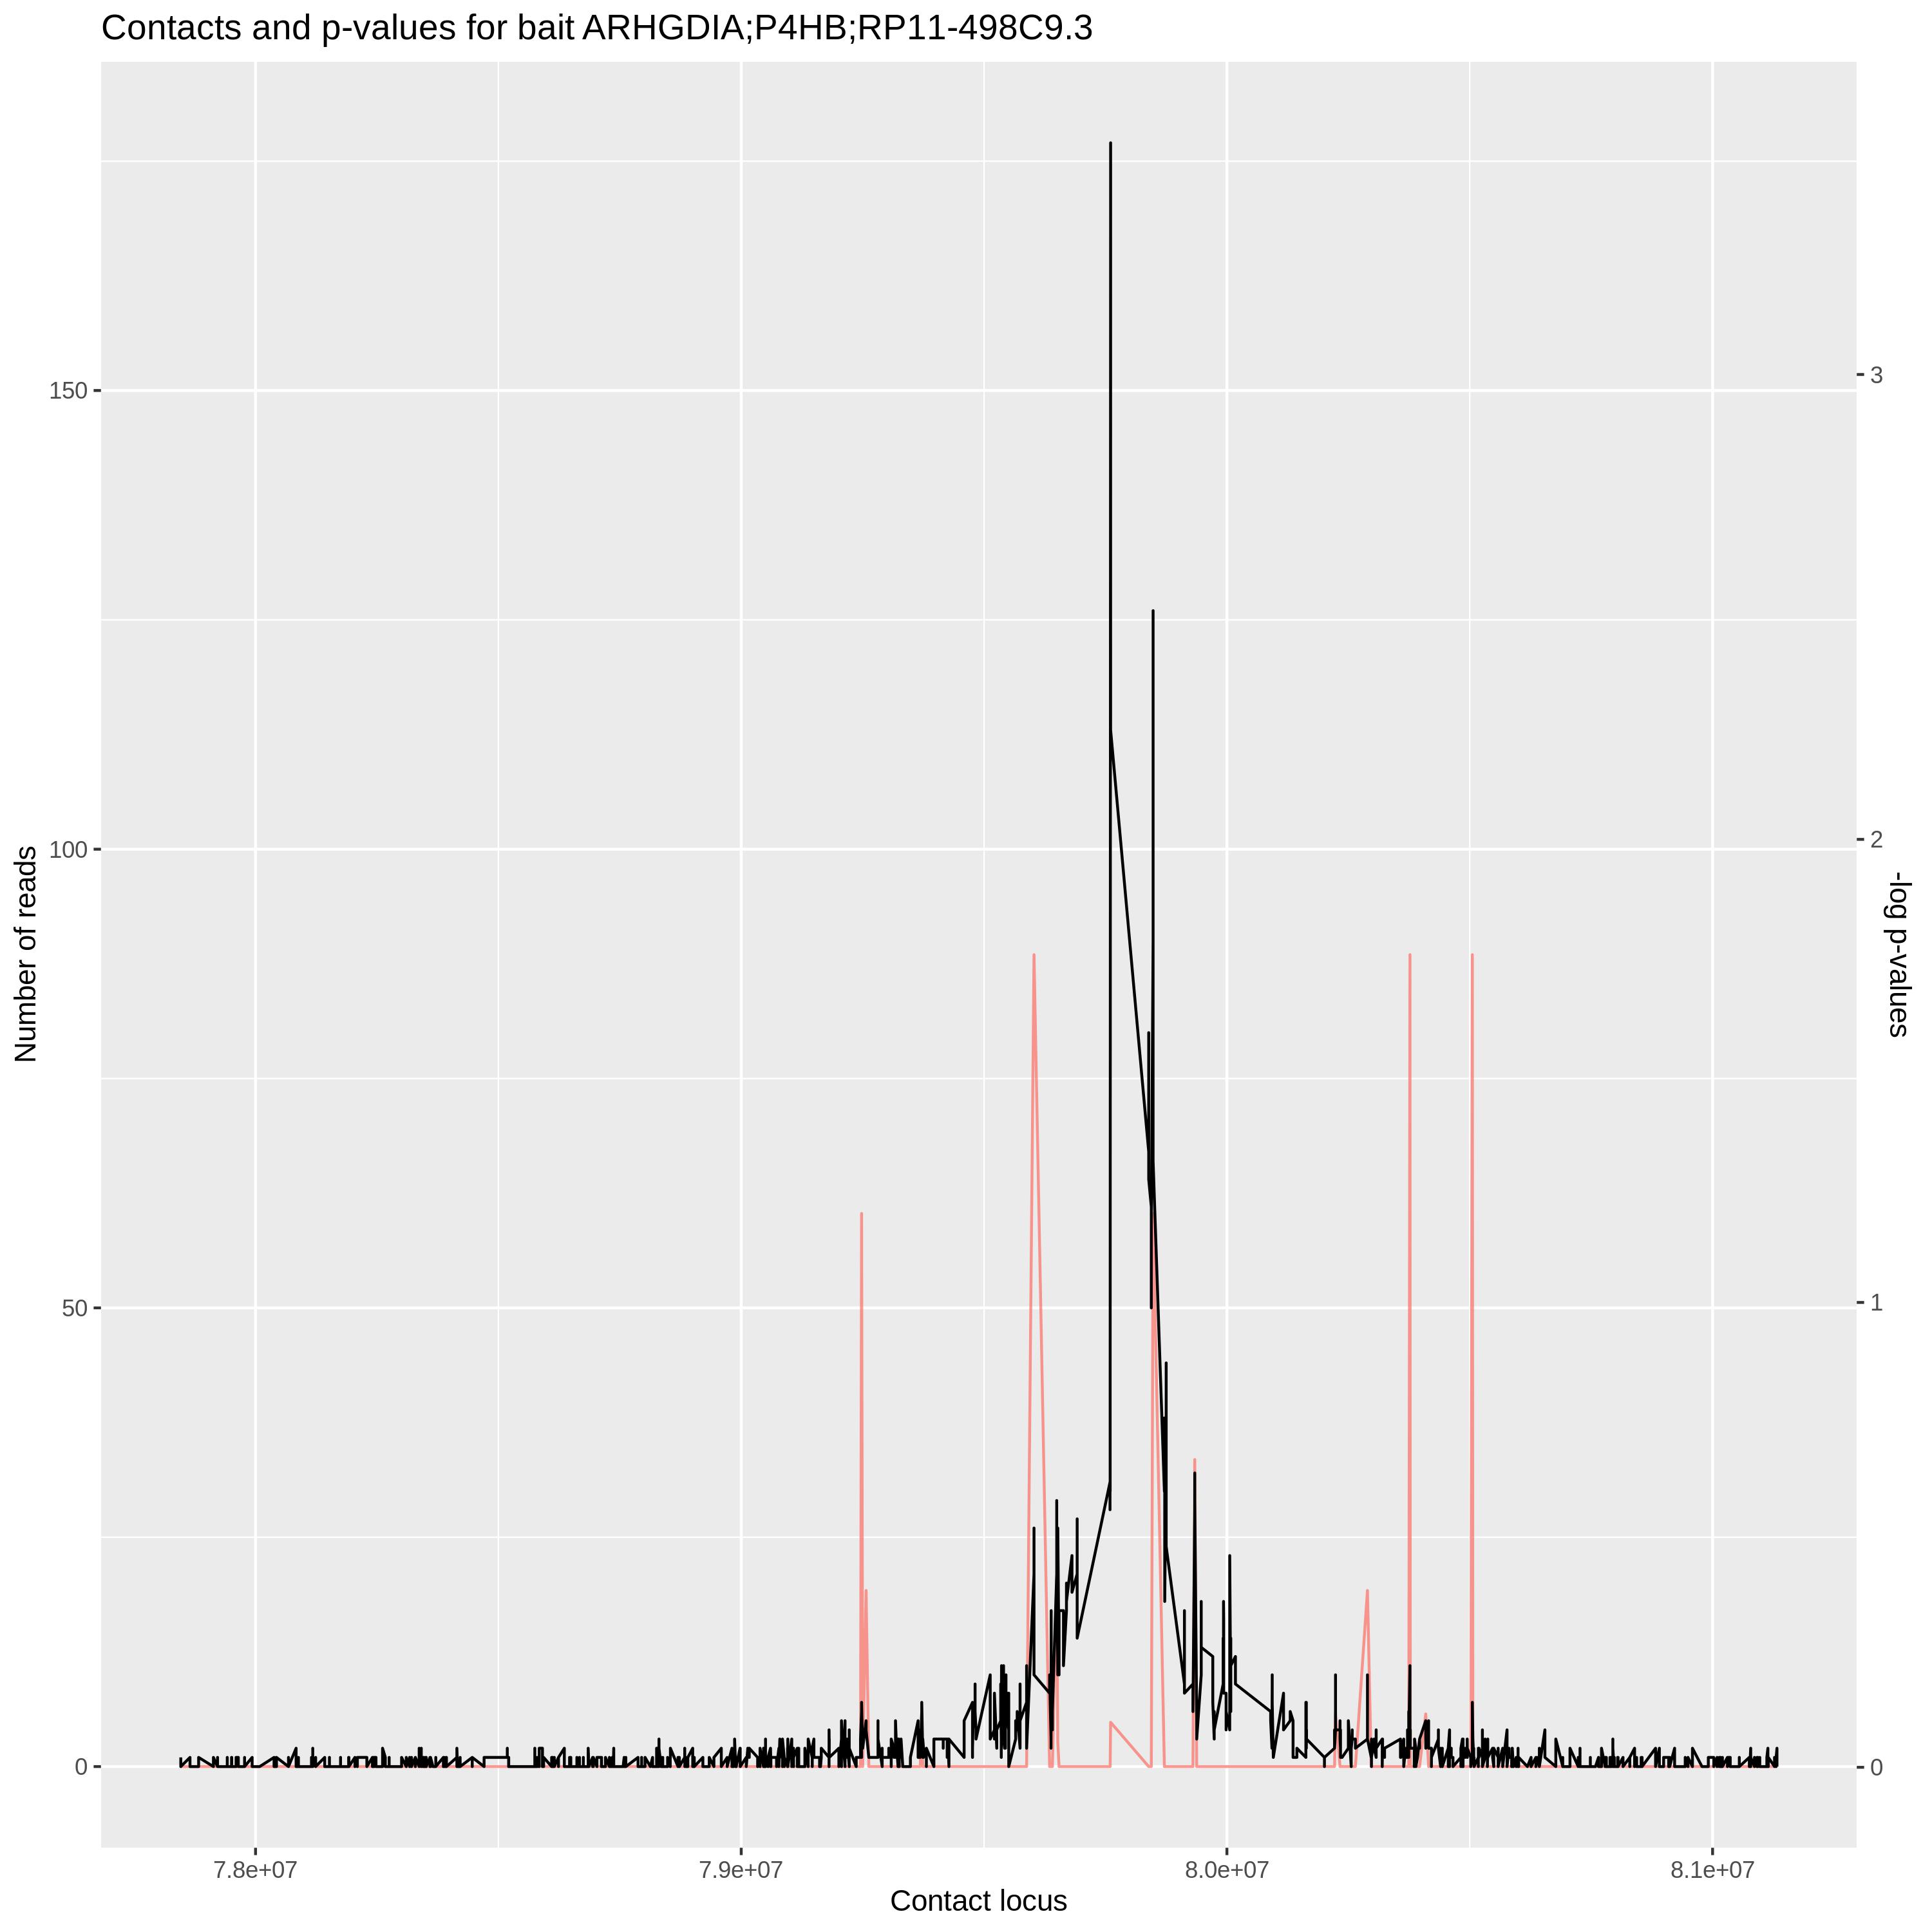 Contacts and p-values for bait ARHGDIA;P4HB;RP11-498C9.3
150
100
50
0
Number of reads
3
2
1
0
-log p-values
7.8e+07
7.9e+07
8.0e+07
8.1e+07
Contact locus